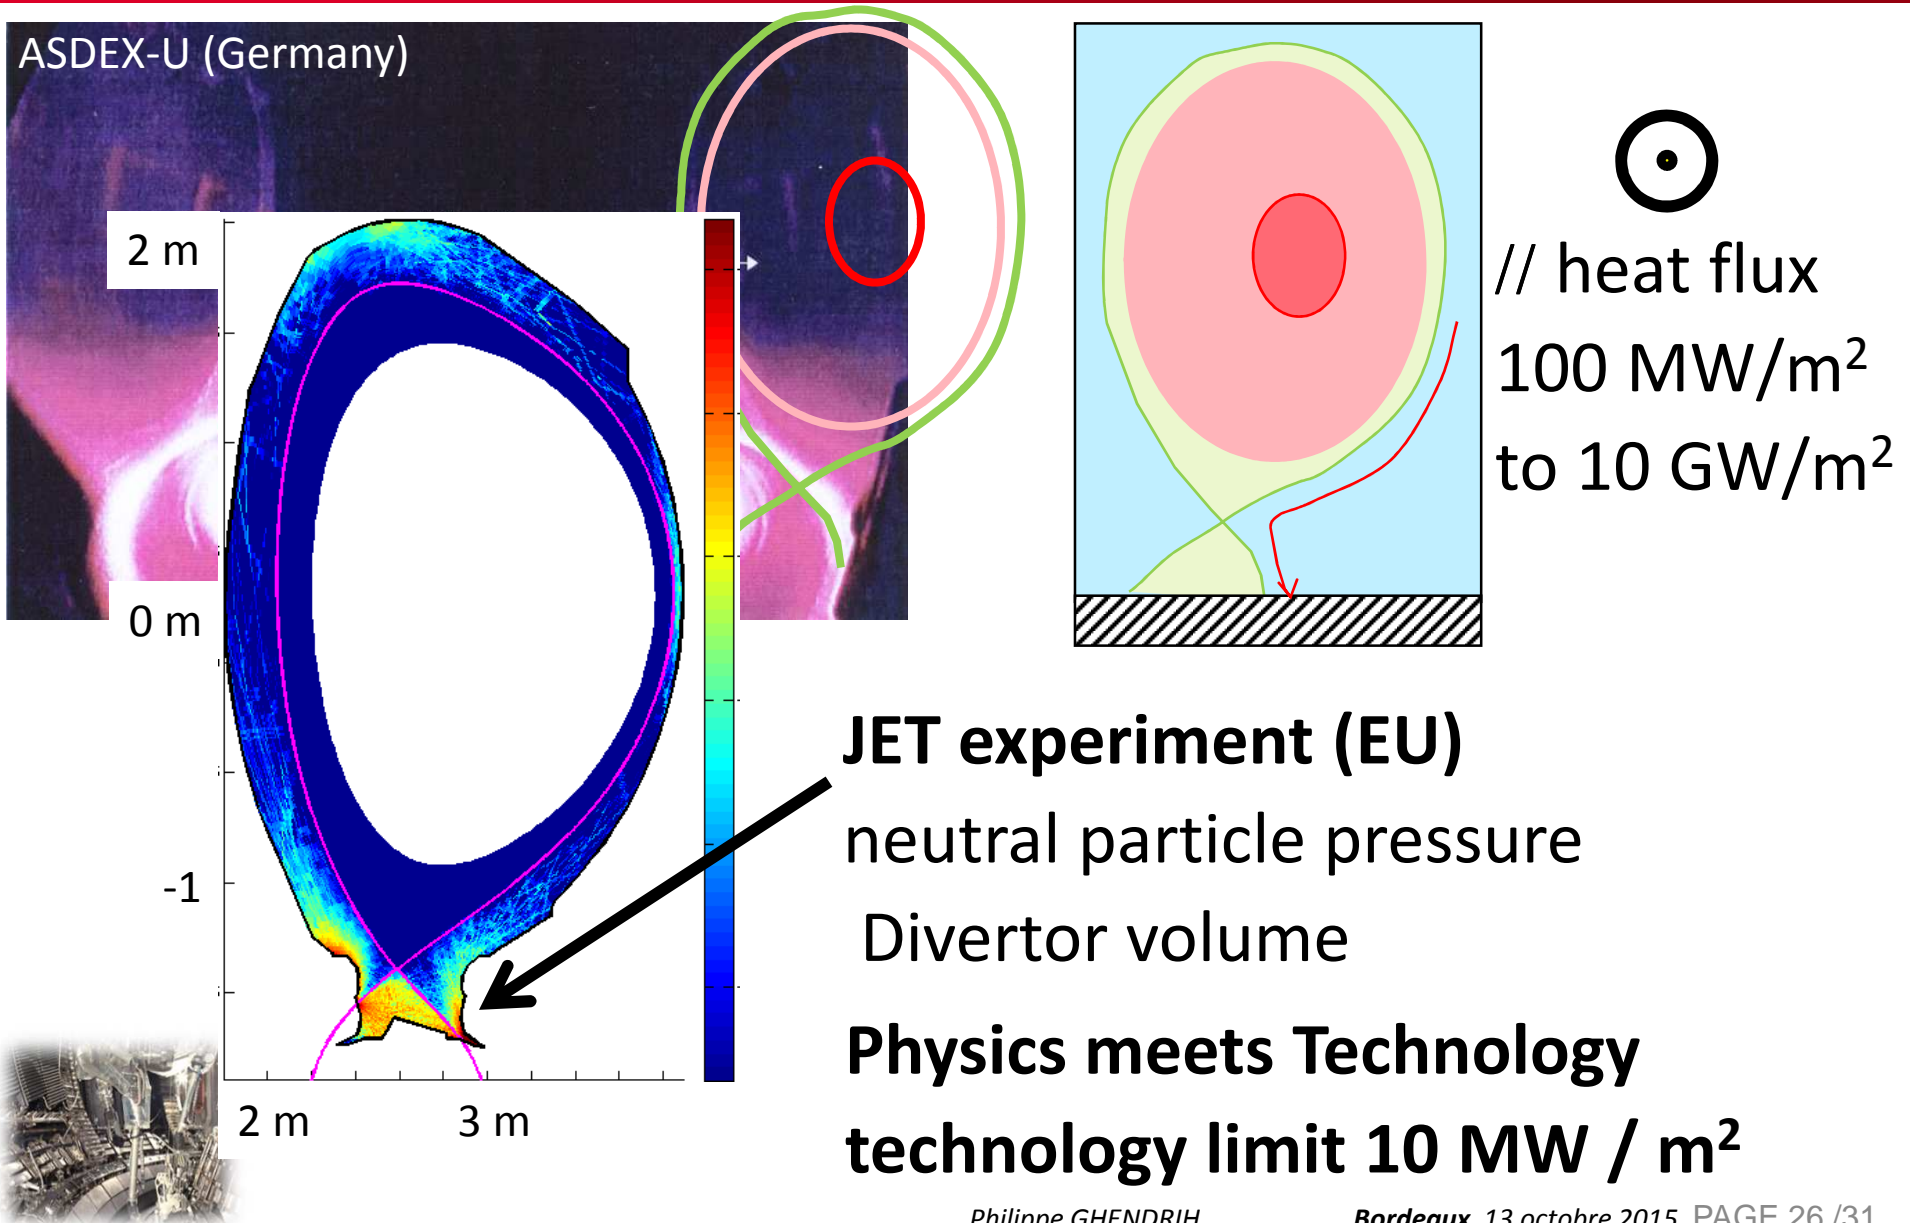 ASDEX-U (Germany)
2 m
0 m
-1
2 m
3 m
// heat flux
100 MW/m²
to 10 GW/m²
JET experiment (EU)
neutral particle pressure
Divertor volume
Physics meets Technology
technology limit 10 MW / m²
Philippe GHENDRIH
Bordeaux, 13 octobre 2015
PAGE 26 /31